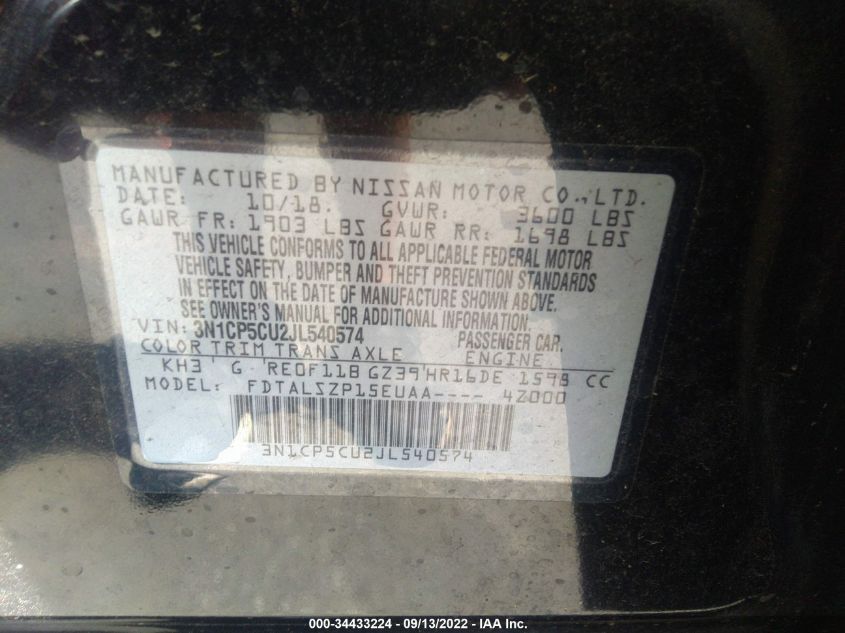 MANUFACTURED BY NISSAN MOTOR CO., LTD.
DATE: 10/18. GVWR: 3600 LBS
GAWR FR: 1903 LBS GAWR RR: 1698 LBS
THIS VEHICLE CONFORMS TO ALL APPLICABLE FEDERAL MOTOR
VEHICLE SAFETY, BUMPER AND THEFT PREVENTION STANDARDS
IN EFFECT ON THE DATE OF MANUFACTURE SHOWN ABOVE.
SEE OWNER'S MANUAL FOR ADDITIONAL INFORMATION.
VIN: 3N1CP5CU2JL540574 PASSENGER CAR.
COLOR TRIM TRANS AXLE ENGINE
KH3 G RE0F11B GZ39 HR16DE 1598 CC
MODEL: FDTALSZP15EUAA---- 4Z000
3N1CP5CU2JL540574
000-34433224 - 09/13/2022 - IAA Inc.